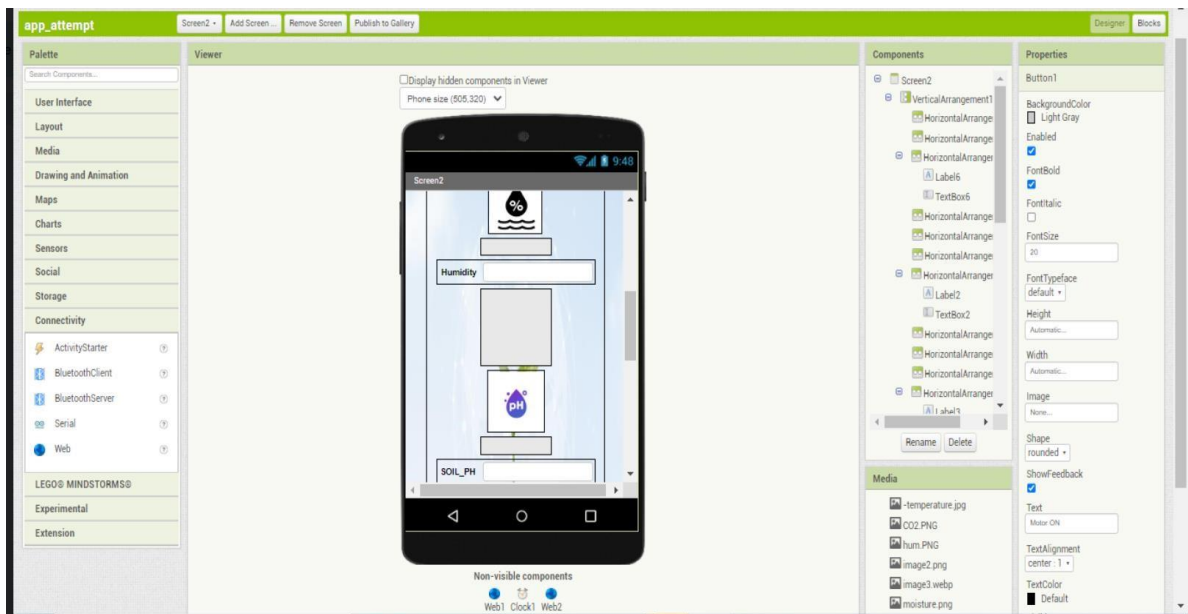 app_attempt
Screen2
Add Screen ...
Remove Screen
Publish to Gallery
Designer
Blocks
Palette
Search Components...
User Interface
Layout
Media
Drawing and Animation
Maps
Charts
Sensors
Social
Storage
Connectivity
ActivityStarter
BluetoothClient
BluetoothServer
Serial
Web
LEGO® MINDSTORMS®
Experimental
Extension
Viewer
Display hidden components in Viewer
Phone size (505,320)
9:48
Screen2
%
Humidity
pH
SOIL_PH
Non-visible components
Web1 Clock1 Web2
Components
Screen2
VerticalArrangement1
HorizontalArrange
HorizontalArrange
HorizontalArranger
Label6
TextBox6
HorizontalArrange
HorizontalArrange
HorizontalArrange
HorizontalArranger
Label2
TextBox2
HorizontalArrange
HorizontalArrange
HorizontalArrange
HorizontalArranger
Label3
Rename
Delete
Media
-temperature.jpg
CO2.PNG
hum.PNG
image2.png
image3.webp
moisture.png
Properties
Button1
BackgroundColor
Light Gray
Enabled
FontBold
FontItalic
FontSize
20
FontTypeface
default
Height
Automatic...
Width
Automatic...
Image
None...
Shape
rounded
ShowFeedback
Text
Motor ON
TextAlignment
center : 1
TextColor
Default